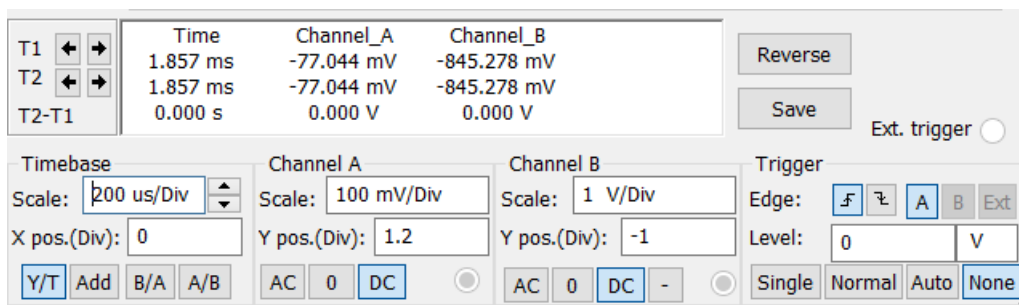 Time Channel_A Channel_B
T1 1.857 ms -77.044 mV -845.278 mV
T2 1.857 ms -77.044 mV -845.278 mV
T2-T1 0.000 s 0.000 V 0.000 V
Reverse
Save
Ext. trigger
Timebase
Scale: 200 us/Div
X pos.(Div): 0
Y/T Add B/A A/B
Channel A
Scale: 100 mV/Div
Y pos.(Div): 1.2
AC 0 DC
Channel B
Scale: 1 V/Div
Y pos.(Div): -1
AC 0 DC -
Trigger
Edge: A B Ext
Level: 0 V
Single Normal Auto None